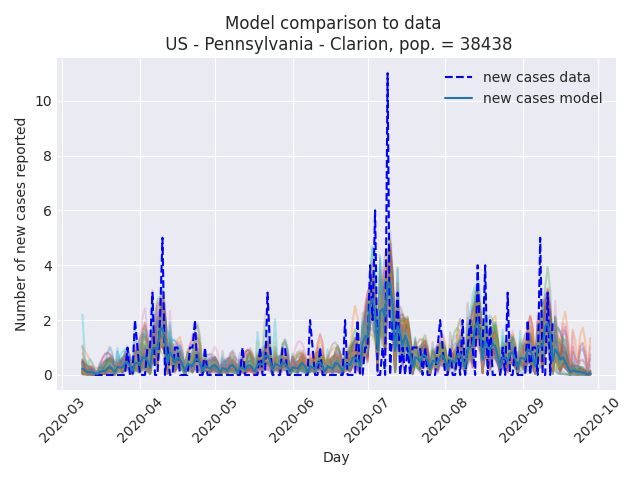 Model comparison to data
US - Pennsylvania - Clarion, pop. = 38438
new cases data
new cases model
Number of new cases reported
10
8
6
4
2
0
2020-03
2020-04
2020-05
2020-06
2020-07
2020-08
2020-09
2020-10
Day